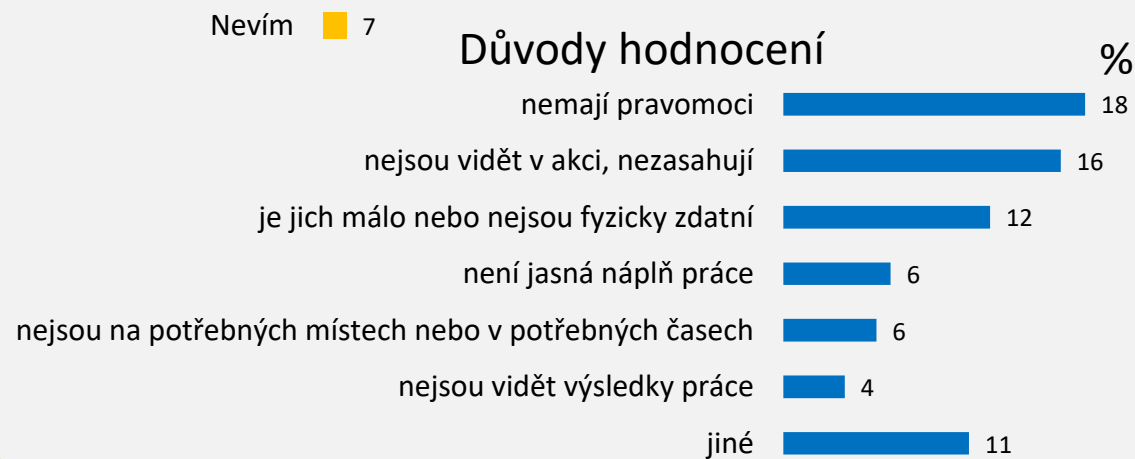 Nevím 7
Důvody hodnocení
%
nemají pravomoci 18
nejsou vidět v akci, nezasahují 16
je jich málo nebo nejsou fyzicky zdatní 12
není jasná náplň práce 6
nejsou na potřebných místech nebo v potřebných časech 6
nejsou vidět výsledky práce 4
jiné 11